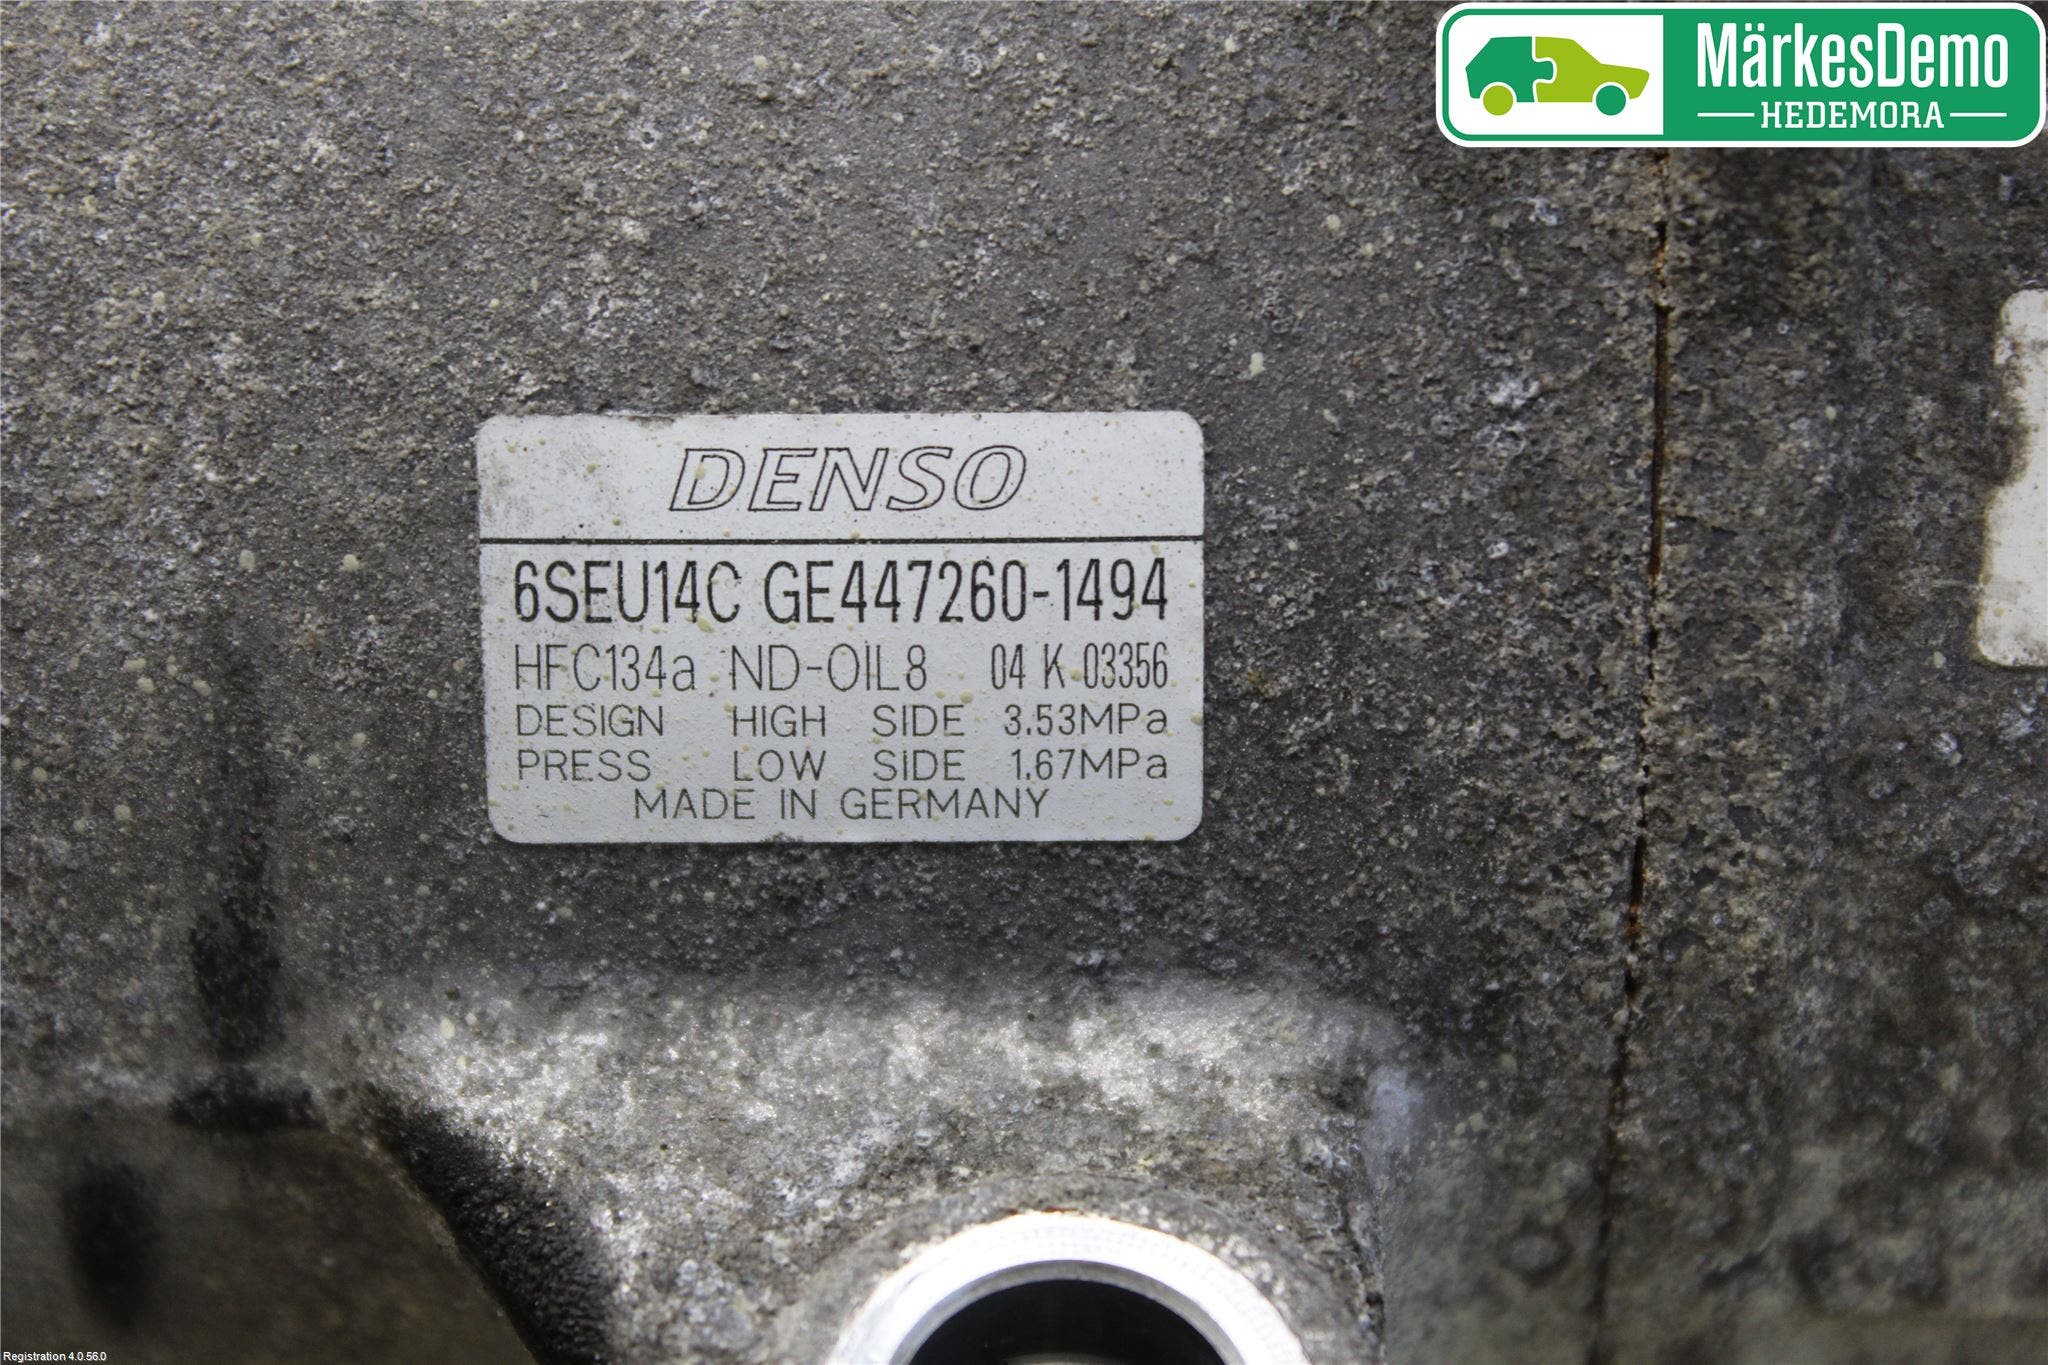 MärkesDemo
HEDEMORA
DENSO
6SEU14C GE447260-1494
HFC134a ND-OIL8 04 K 03356
DESIGN HIGH SIDE 3.53MPa
PRESS LOW SIDE 1.67MPa
MADE IN GERMANY
Registration 4.0.56.0